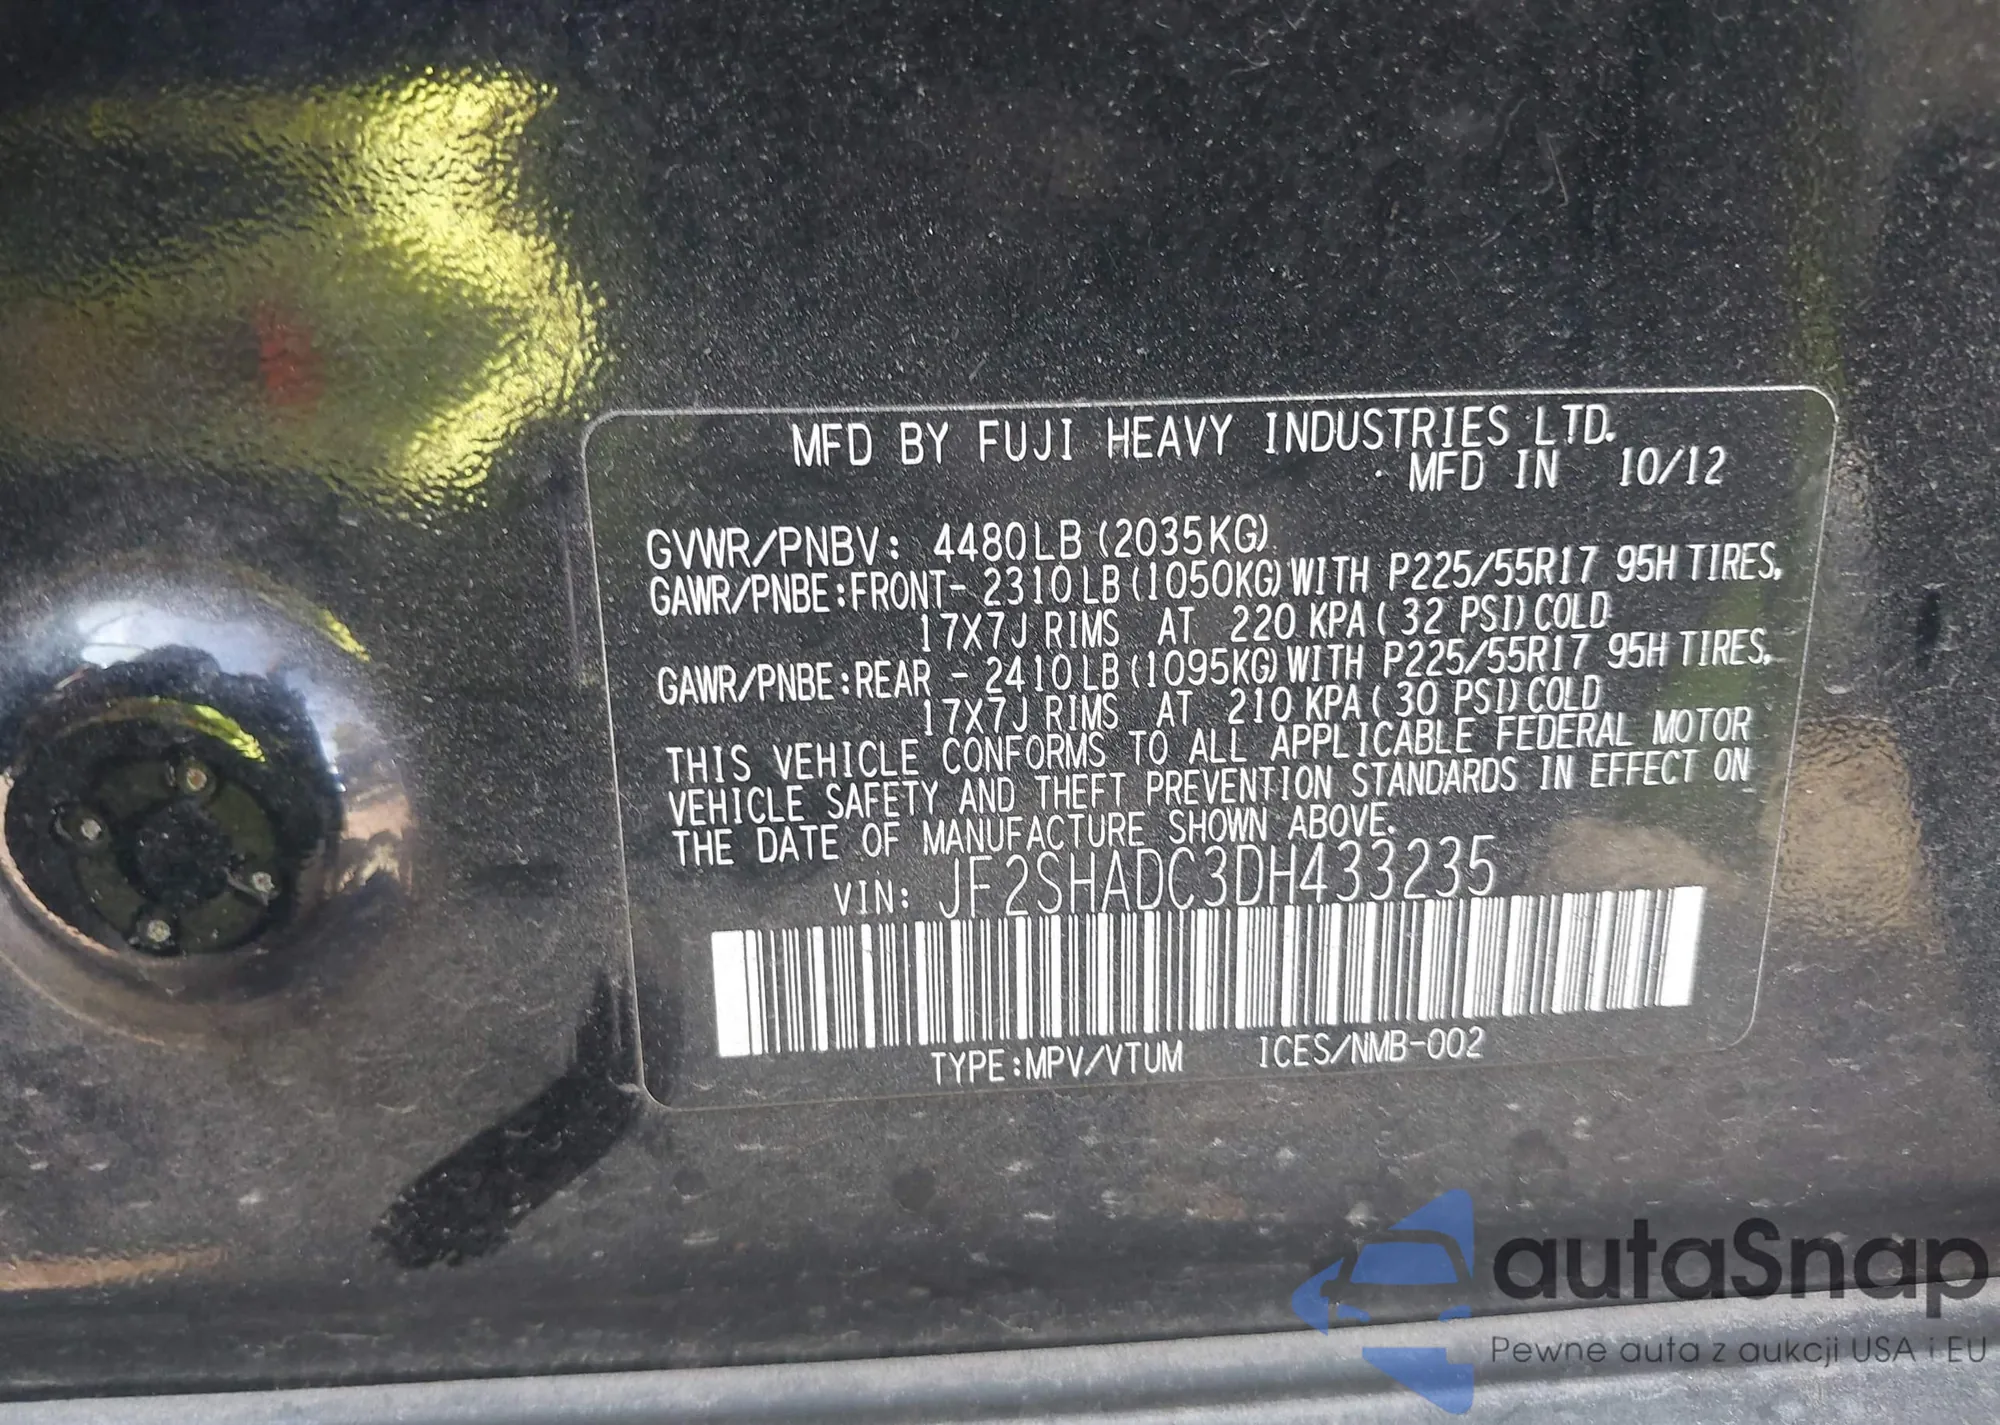 MFD BY FUJI HEAVY INDUSTRIES LTD.
MFD IN 10/12
GVWR/PNBV: 4480LB (2035KG)
GAWR/PNBE:FRONT- 2310LB (1050KG) WITH P225/55R17 95H TIRES,
17X7J RIMS AT 220 KPA ( 32 PSI) COLD
GAWR/PNBE:REAR - 2410LB (1095KG) WITH P225/55R17 95H TIRES,
17X7J RIMS AT 210 KPA ( 30 PSI) COLD
THIS VEHICLE CONFORMS TO ALL APPLICABLE FEDERAL MOTOR
VEHICLE SAFETY AND THEFT PREVENTION STANDARDS IN EFFECT ON
THE DATE OF MANUFACTURE SHOWN ABOVE.
VIN: JF2SHADC3DH433235
TYPE:MPV/VTUM ICES/NMB-002
autaSnap
Pewne auta z aukcji USA i EU